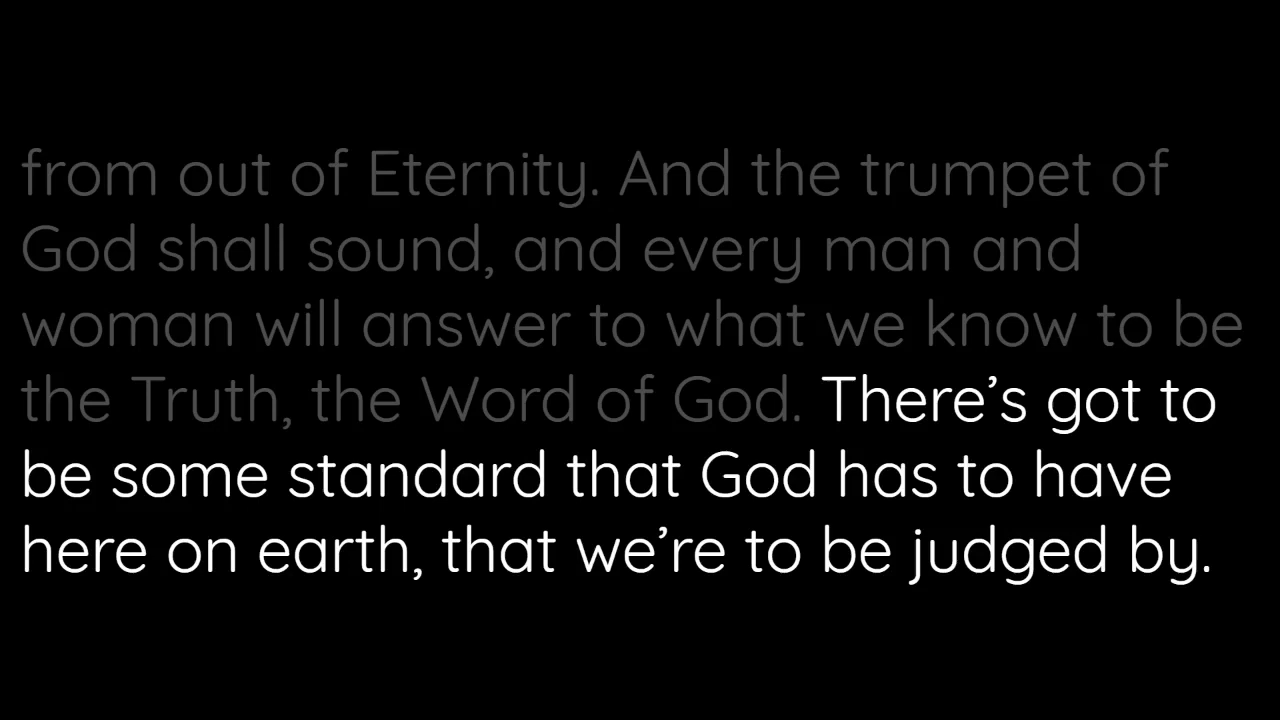 from out of Eternity. And the trumpet of
God shall sound, and every man and
woman will answer to what we know to be
the Truth, the Word of God. There’s got to
be some standard that God has to have
here on earth, that we’re to be judged by.